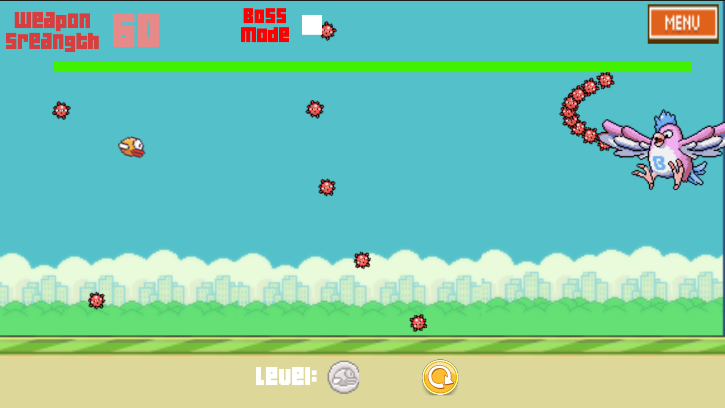 Weapon
Sreangth
60
Boss
Mode
MENU
B
Level: